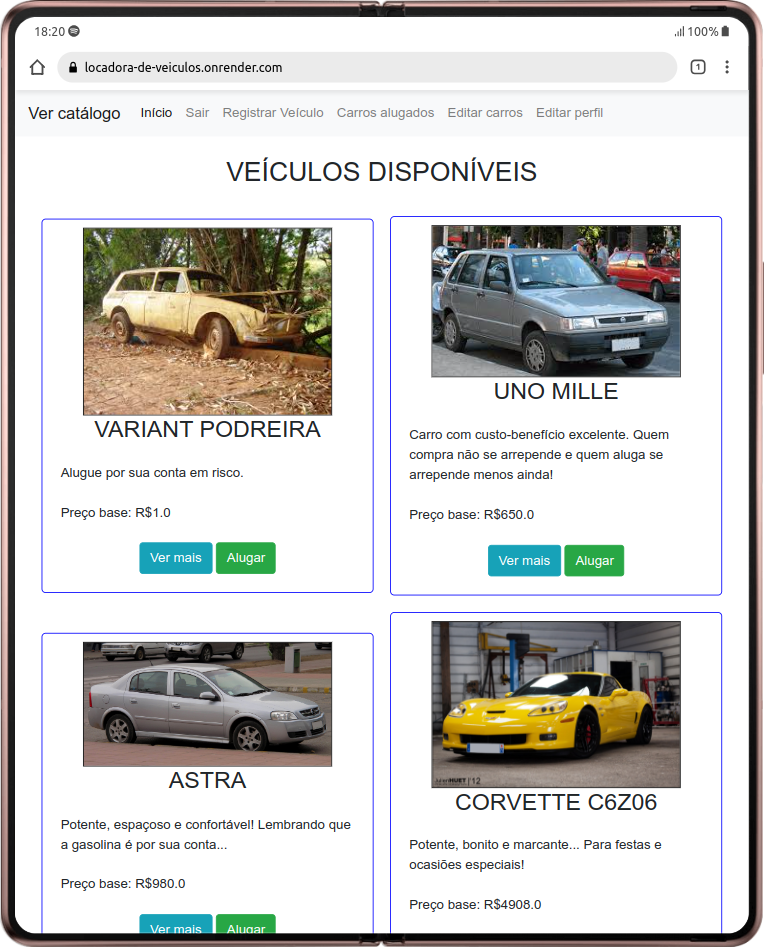 18:20
100%
locadora-de-veiculos.onrender.com
1
Ver catálogo Início Sair Registrar Veículo Carros alugados Editar carros Editar perfil
VEÍCULOS DISPONÍVEIS
VARIANT PODREIRA
Alugue por sua conta em risco.
Preço base: R$1.0
Ver mais Alugar
UNO MILLE
Carro com custo-benefício excelente. Quem
compra não se arrepende e quem aluga se
arrepende menos ainda!
Preço base: R$650.0
Ver mais Alugar
ASTRA
Potente, espaçoso e confortável! Lembrando que
a gasolina é por sua conta...
Preço base: R$980.0
Ver mais Alugar
CORVETTE C6Z06
Potente, bonito e marcante... Para festas e
ocasiões especiais!
Preço base: R$4908.0